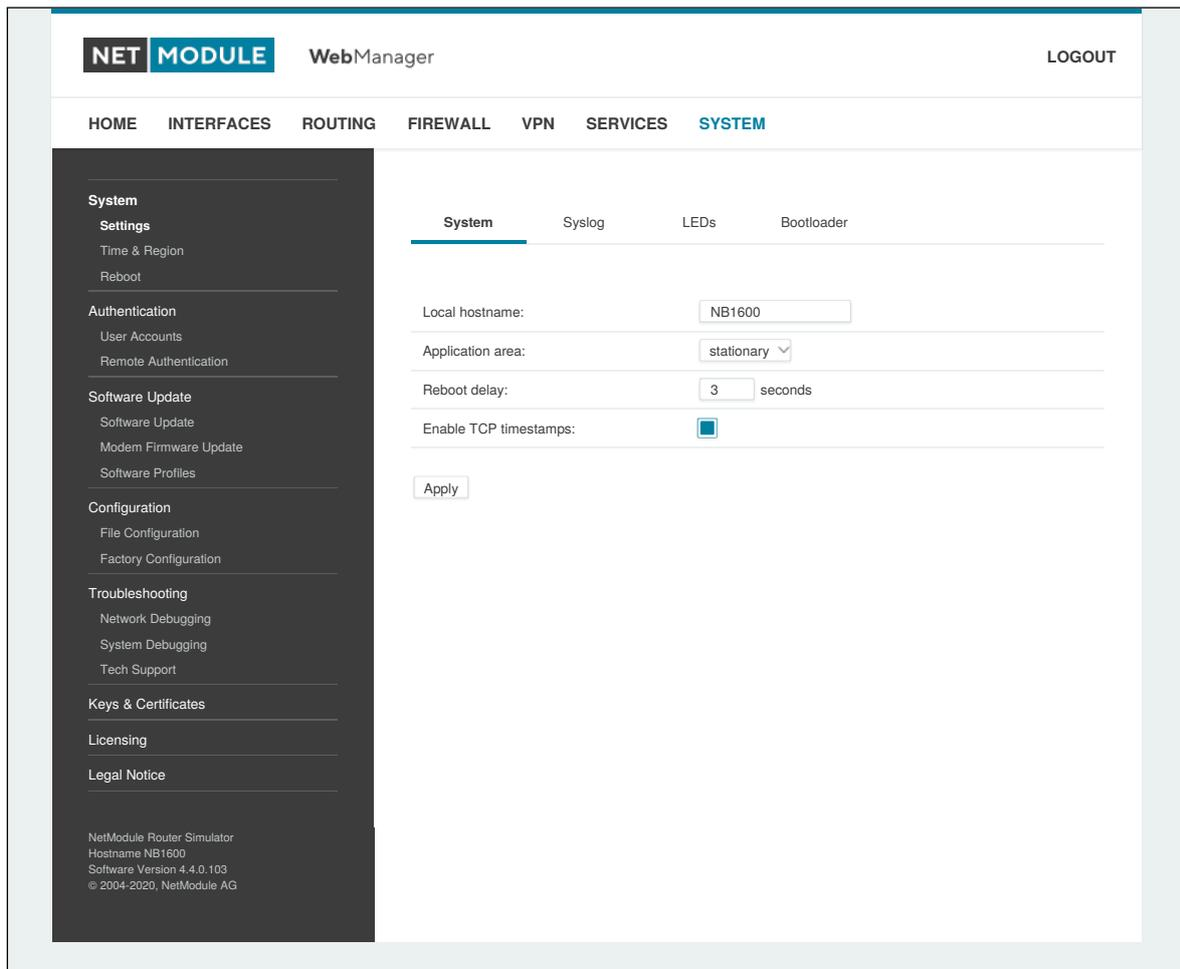 NET MODULE WebManager LOGOUT
HOME INTERFACES ROUTING FIREWALL VPN SERVICES SYSTEM
System
Settings
Time & Region
Reboot
Authentication
User Accounts
Remote Authentication
Software Update
Software Update
Modem Firmware Update
Software Profiles
Configuration
File Configuration
Factory Configuration
Troubleshooting
Network Debugging
System Debugging
Tech Support
Keys & Certificates
Licensing
Legal Notice
NetModule Router Simulator
Hostname NB1600
Software Version 4.4.0.103
© 2004-2020, NetModule AG
System Syslog LEDs Bootloader
Local hostname: NB1600
Application area: stationary
Reboot delay: 3 seconds
Enable TCP timestamps:
Apply